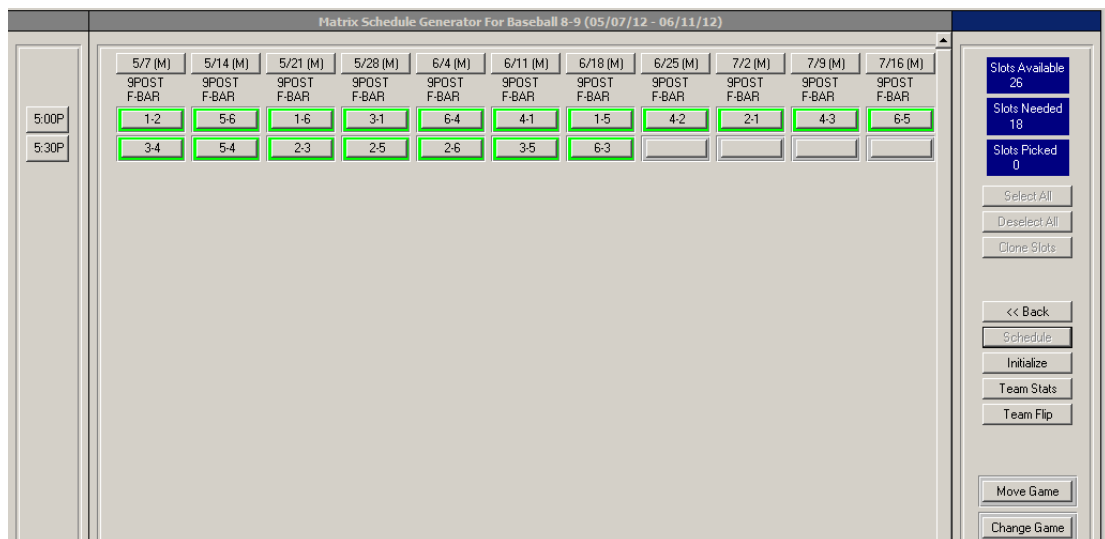 Matrix Schedule Generator For Baseball 8-9 (05/07/12 - 06/11/12)
5/7 (M) 5/14 (M) 5/21 (M) 5/28 (M) 6/4 (M) 6/11 (M) 6/18 (M) 6/25 (M) 7/2 (M) 7/9 (M) 7/16 (M)
9POST 9POST 9POST 9POST 9POST 9POST 9POST 9POST 9POST 9POST 9POST
F-BAR F-BAR F-BAR F-BAR F-BAR F-BAR F-BAR F-BAR F-BAR F-BAR F-BAR
5:00P 1-2 5-6 1-6 3-1 6-4 4-1 1-5 4-2 2-1 4-3 6-5
5:30P 3-4 5-4 2-3 2-5 2-6 3-5 6-3
Slots Available
26
Slots Needed
18
Slots Picked
0
Select All
Deselect All
Clone Slots
<< Back
Schedule
Initialize
Team Stats
Team Flip
Move Game
Change Game